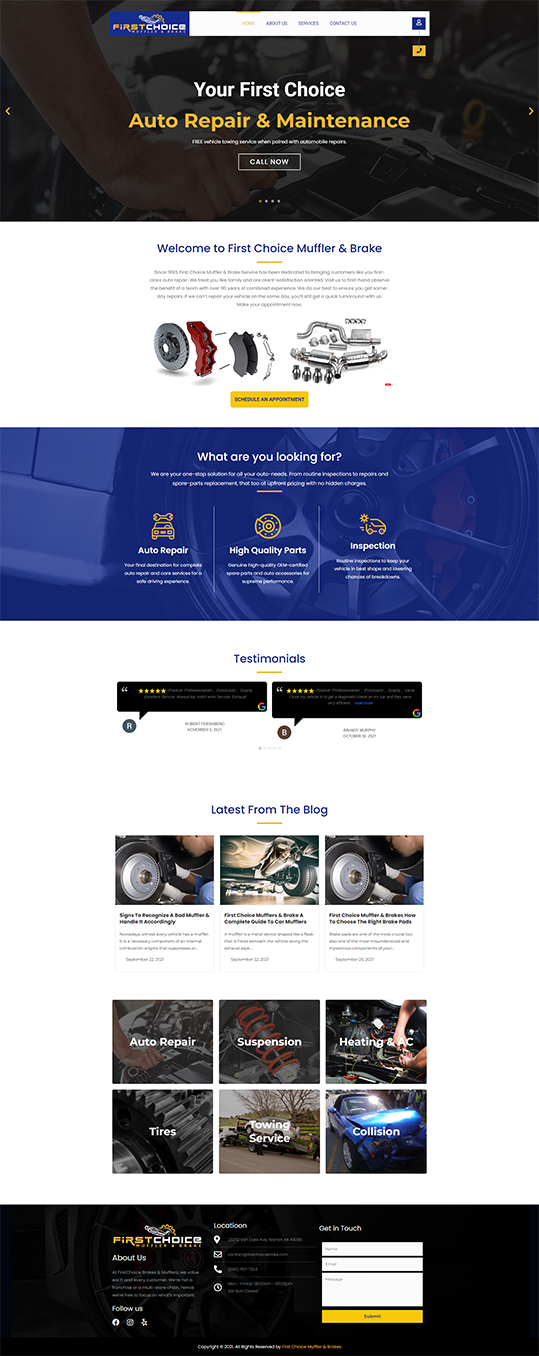 FIRSTCHOICE
MUFFLER & BRAKE
HOME ABOUT US SERVICES CONTACT US
Your First Choice
Auto Repair & Maintenance
FREE vehicle towing service when paired with automobile repairs.
CALL NOW
Welcome to First Choice Muffler & Brake
Since 1993, First Choice Muffler & Brake Service has been dedicated to bringing customers like you first-
class auto repair. We treat you like family and are client-satisfaction oriented. Visit us to first-hand observe
the benefit of a team with over 90 years of combined experience. We do our best to ensure you get same-
day repairs. If we can't repair your vehicle on the same day, you'll still get a quick turnaround with us.
Make your appointment now.
SCHEDULE AN APPOINTMENT
What are you looking for?
We are your one-stop solution for all your auto-needs. From routine inspections to repairs and
spare-parts replacement, that too at upfront pricing with no hidden charges.
Auto Repair
Your final destination for complete
auto repair and care services for a
safe driving experience.
High Quality Parts
Genuine high-quality OEM-certified
spare parts and auto accessories for
supreme performance.
Inspection
Routine inspections to keep your
vehicle in best shape and lowering
chances of breakdowns.
Testimonials
Positive: Professionalism, Punctuality, Quality
Excellent Service. Always top notch work Service: Exhaust
R
ROBERT FEIERABEND
NOVEMBER 5, 2021
Positive: Professionalism, Punctuality, Quality, Value
I took my vehicle in to get a diagnostic check on my car and they were
very efficient ... read more
B
BRANDY MURPHY
OCTOBER 30, 2021
Latest From The Blog
Signs To Recognize A Bad Muffler &
Handle It Accordingly
Nowadays, almost every vehicle has a muffler.
It is a necessary component of an internal
combustion engine that suppresses or...
September 22, 2021
First Choice Mufflers & Brake A
Complete Guide To Car Mufflers
A muffler is a metal device shaped like a flask
that is fitted beneath the vehicle along the
exhaust pipe...
September 22, 2021
First Choice Muffler & Brakes How
To Choose The Right Brake Pads
Brake pads are one of the most crucial but
also one of the most misunderstood and
mysterious components of your...
September 25, 2021
Auto Repair
Suspension
Heating & AC
Tires
Towing
Service
Collision
FIRSTCHOICE
MUFFLER & BRAKE
About Us
At FirstChoice Brakes & Mufflers, we value
each and every customer. We're not a
franchise or a multi-store chain, hence
we're free to focus on what's important.
Follow us
Locatioon
Mon - Friday: 08:00am - 6:00pm
Sat Sun: Closed
Get in Touch
Name
Email
Message
Submit
Copyright © 2021. All Rights Reserved by First Choice Muffler & Brakes